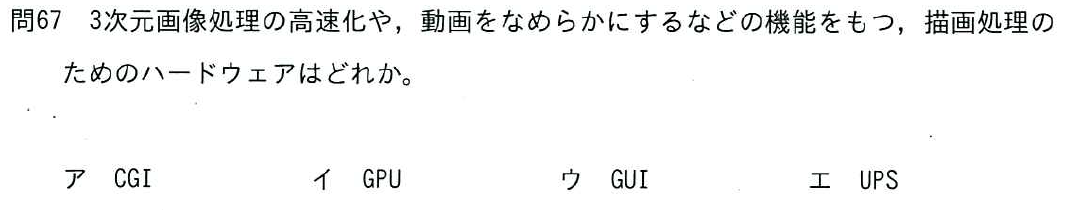 問67 3次元画像処理の高速化や，動画をなめらかにするなどの機能をもつ，描画処理の
ためのハードウェアはどれか。
ア CGI イ GPU ウ GUI エ UPS